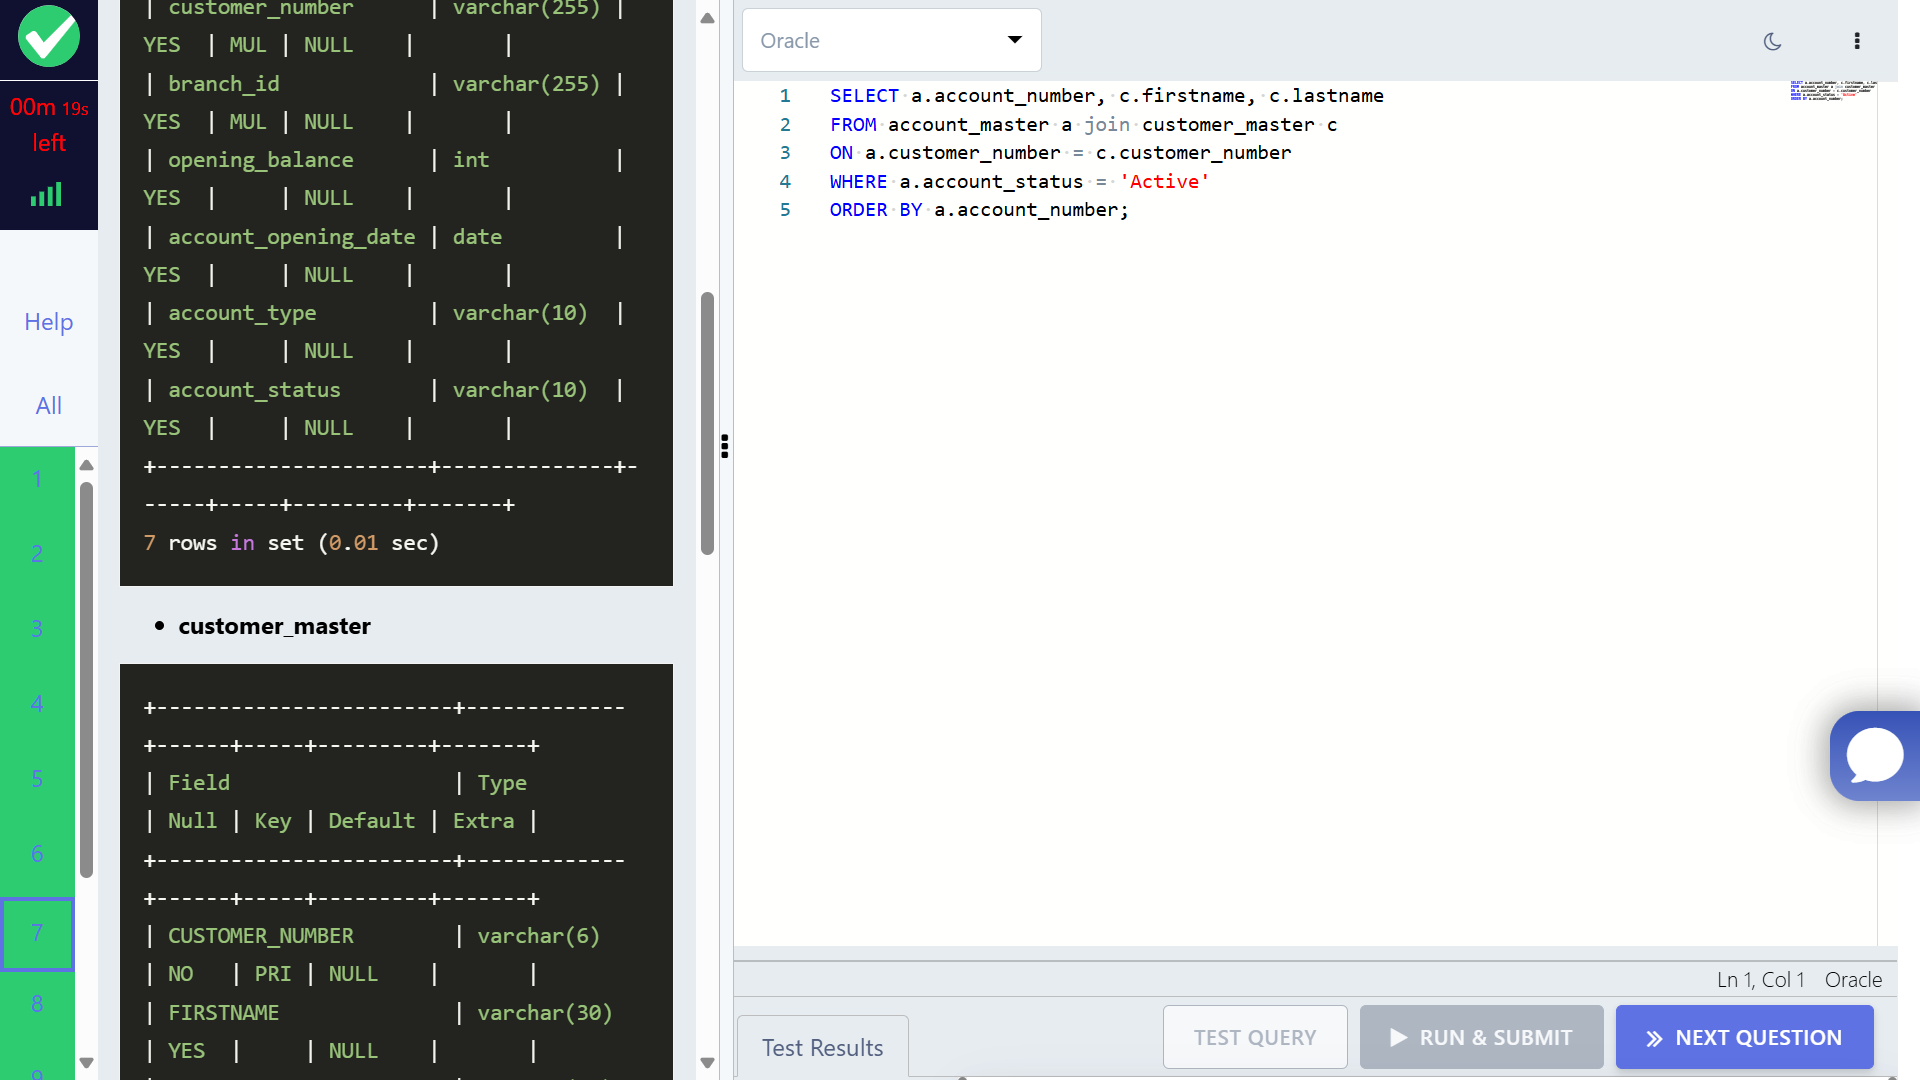 00m 19s
left
Help
All
1
2
3
4
5
6
7
8
9
| customer_number | varchar(255) |
YES | MUL | NULL | |
| branch_id | varchar(255) |
YES | MUL | NULL | |
| opening_balance | int |
YES | | NULL | |
| account_opening_date | date |
YES | | NULL | |
| account_type | varchar(10) |
YES | | NULL | |
| account_status | varchar(10) |
YES | | NULL | |
+----------------------+--------------+-
-----+-----+---------+-------+
7 rows in set (0.01 sec)
• customer_master
+------------------------+-------------
+------+-----+---------+-------+
| Field | Type
| Null | Key | Default | Extra |
+------------------------+-------------
+------+-----+---------+-------+
| CUSTOMER_NUMBER | varchar(6)
| NO | PRI | NULL | |
| FIRSTNAME | varchar(30)
| YES | | NULL | |
Oracle
1 SELECT a.account_number, c.firstname, c.lastname
2 FROM account_master a join customer_master c
3 ON a.customer_number = c.customer_number
4 WHERE a.account_status = 'Active'
5 ORDER BY a.account_number;
Ln 1, Col 1 Oracle
Test Results
TEST QUERY
RUN & SUBMIT
NEXT QUESTION